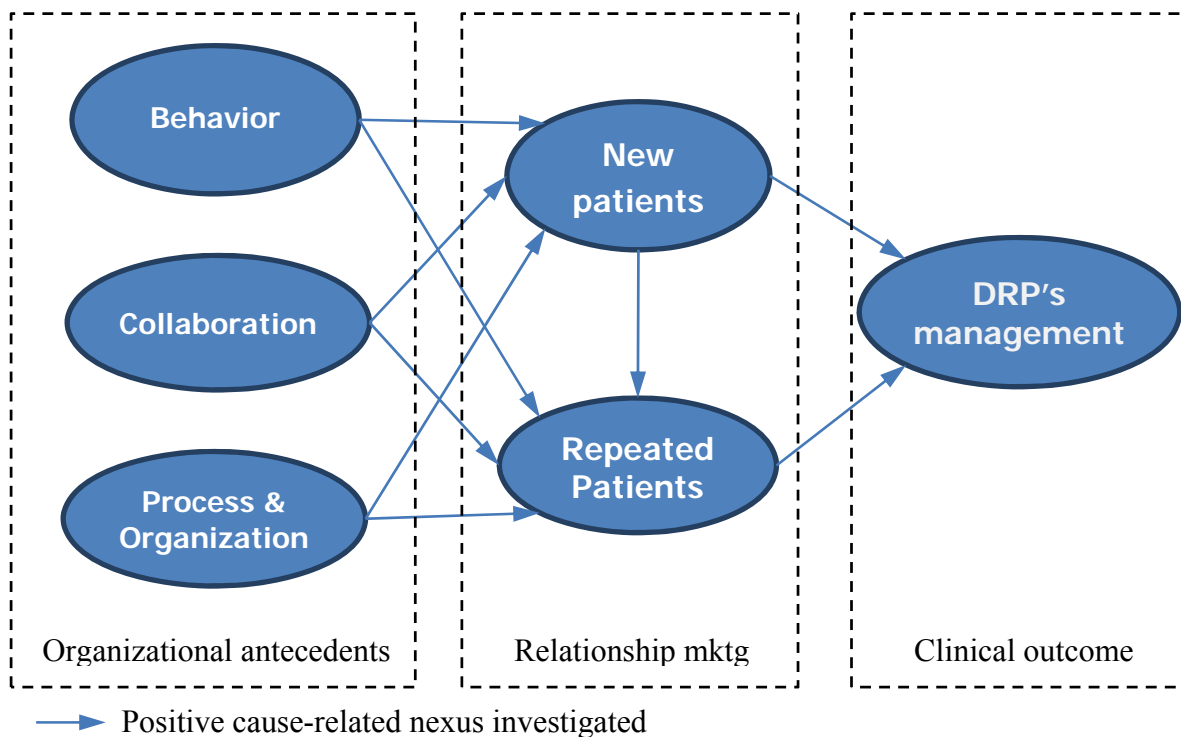 Behavior
Collaboration
Process &
Organization
Organizational antecedents
New
patients
Repeated
Patients
Relationship mktg
DRP's
management
Clinical outcome
Positive cause-related nexus investigated